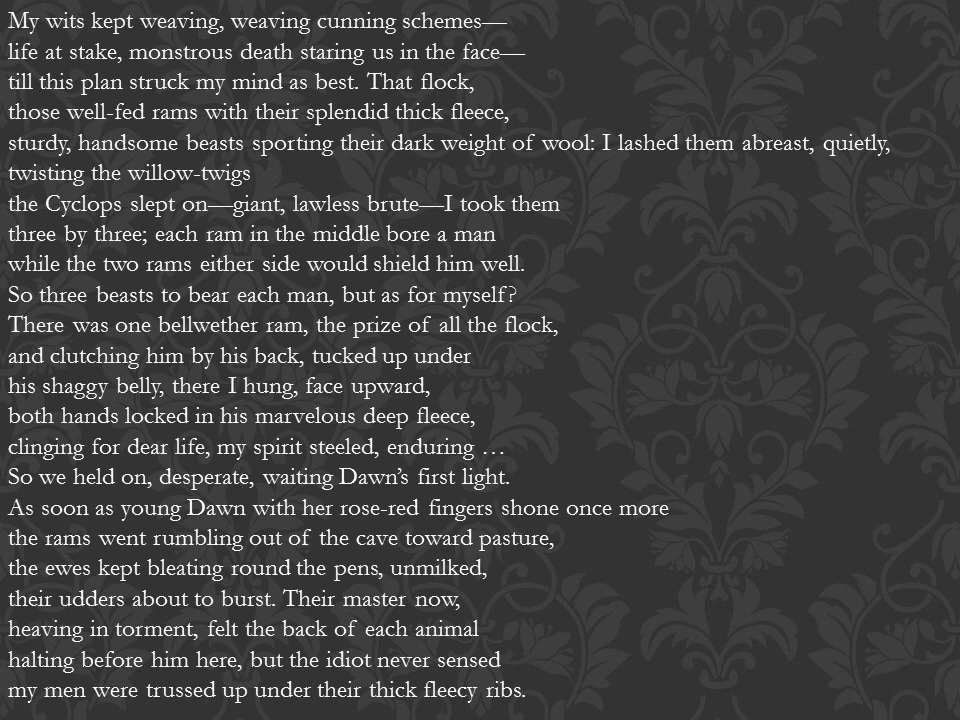 My wits kept weaving, weaving cunning schemes—
life at stake, monstrous death staring us in the face—
till this plan struck my mind as best. That flock,
those well-fed rams with their splendid thick fleece,
sturdy, handsome beasts sporting their dark weight of wool: I lashed them abreast, quietly,
twisting the willow-twigs
the Cyclops slept on—giant, lawless brute—I took them
three by three; each ram in the middle bore a man
while the two rams either side would shield him well.
So three beasts to bear each man, but as for myself?
There was one bellwether ram, the prize of all the flock,
and clutching him by his back, tucked up under
his shaggy belly, there I hung, face upward,
both hands locked in his marvelous deep fleece,
clinging for dear life, my spirit steeled, enduring …
So we held on, desperate, waiting Dawn’s first light.
As soon as young Dawn with her rose-red fingers shone once more
the rams went rumbling out of the cave toward pasture,
the ewes kept bleating round the pens, unmilked,
their udders about to burst. Their master now,
heaving in torment, felt the back of each animal
halting before him here, but the idiot never sensed
my men were trussed up under their thick fleecy ribs.